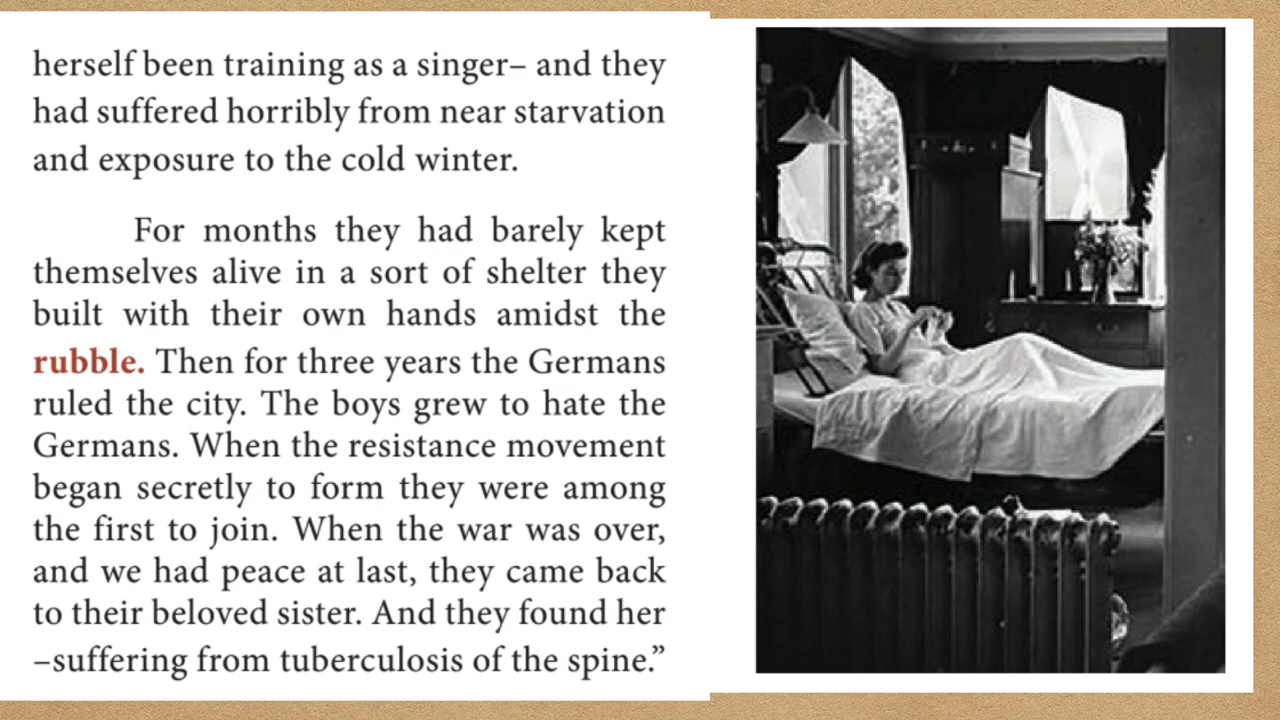 herself been training as a singer– and they
had suffered horribly from near starvation
and exposure to the cold winter.
For months they had barely kept
themselves alive in a sort of shelter they
built with their own hands amidst the
rubble. Then for three years the Germans
ruled the city. The boys grew to hate the
Germans. When the resistance movement
began secretly to form they were among
the first to join. When the war was over,
and we had peace at last, they came back
to their beloved sister. And they found her
–suffering from tuberculosis of the spine.”